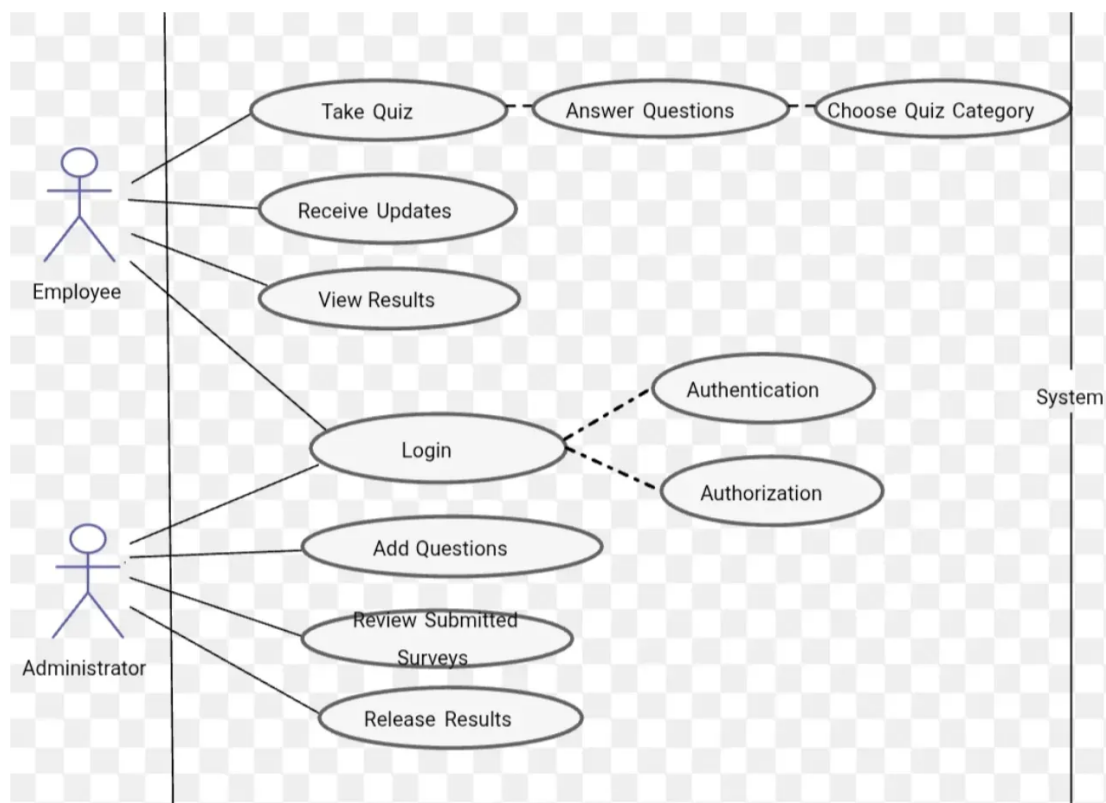 Take Quiz
Answer Questions
Choose Quiz Category
Receive Updates
Employee
View Results
Authentication
System
Login
Authorization
Add Questions
Review Submitted
Surveys
Administrator
Release Results